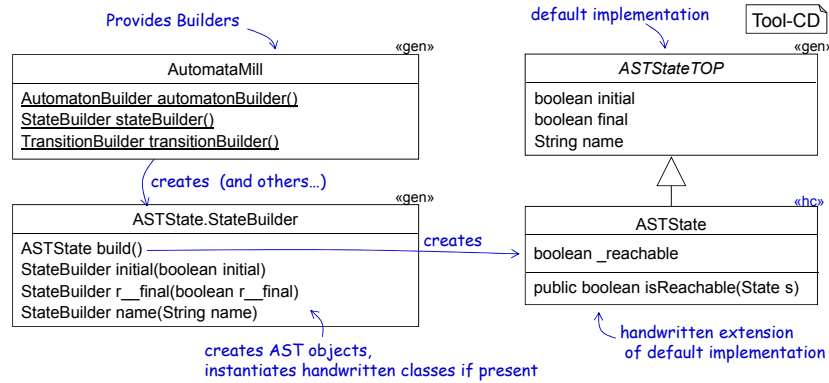 Provides Builders
default implementation
Tool-CD
«gen»
AutomataMill
AutomatonBuilder automatonBuilder()
StateBuilder stateBuilder()
TransitionBuilder transitionBuilder()
«gen»
ASTStateTOP
boolean initial
boolean final
String name
creates (and others...)
«gen»
ASTState.StateBuilder
ASTState build()
StateBuilder initial(boolean initial)
StateBuilder r__final(boolean r__final)
StateBuilder name(String name)
creates
«hc»
ASTState
boolean _reachable
public boolean isReachable(State s)
creates AST objects,
instantiates handwritten classes if present
handwritten extension
of default implementation